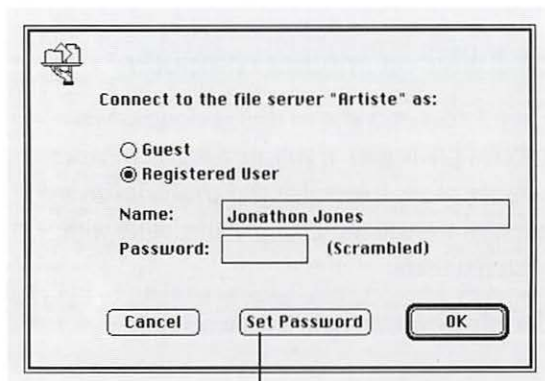 Connect to the file server "Artiste" as:
Guest
Registered User
Name: Jonathon Jones
Password: (Scrambled)
Cancel Set Password OK